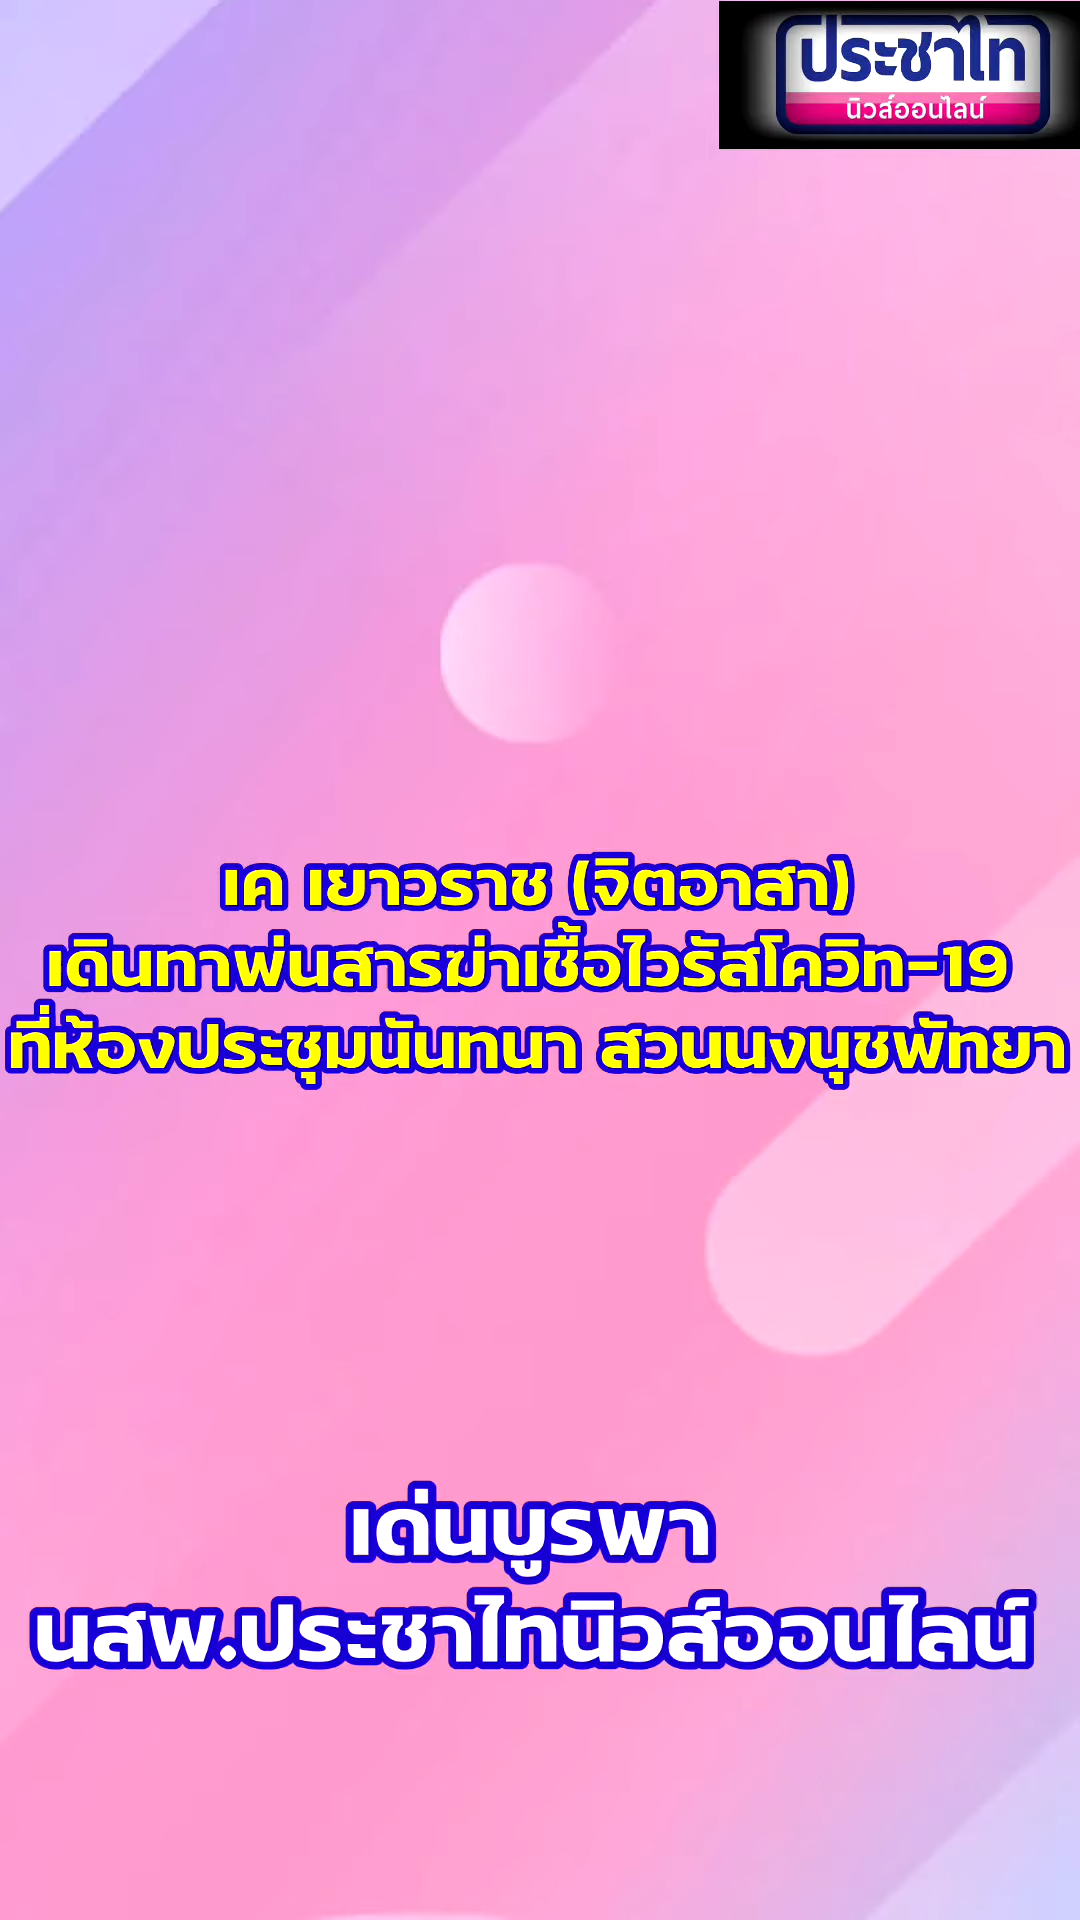 ประชาไท
นิวส์ออนไลน์
เค เยาวราช (จิตอาสา)
เดินทาพ่นสารฆ่าเชื้อไวรัสโควิท-19
ที่ห้องประชุมนันทนา สวนนงนุชพัทยา
เด่นบูรพา
นสพ.ประชาไทนิวส์ออนไลน์